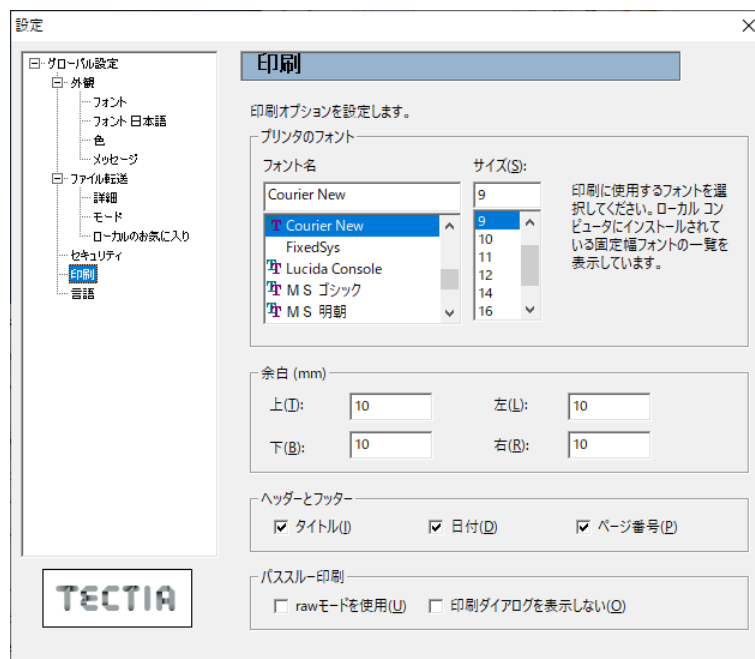 設定
グローバル設定
外観
フォント
フォント 日本語
色
メッセージ
ファイル転送
詳細
モード
ローカルのお気に入り
セキュリティ
印刷
言語
TECTIA
印刷
印刷オプションを設定します。
プリンタのフォント
フォント名
サイズ(S):
Courier New
9
Courier New
FixedSys
Lucida Console
ＭＳ ゴシック
ＭＳ 明朝
9
10
11
12
14
16
印刷に使用するフォントを選
択してください。ローカル コン
ピュータにインストールされて
いる固定幅フォントの一覧を
表示しています。
余白 (mm)
上(T):
10
左(L):
10
下(B):
10
右(R):
10
ヘッダーとフッター
タイトル(I)
日付(D)
ページ番号(P)
パススルー印刷
rawモードを使用(U)
印刷ダイアログを表示しない(O)